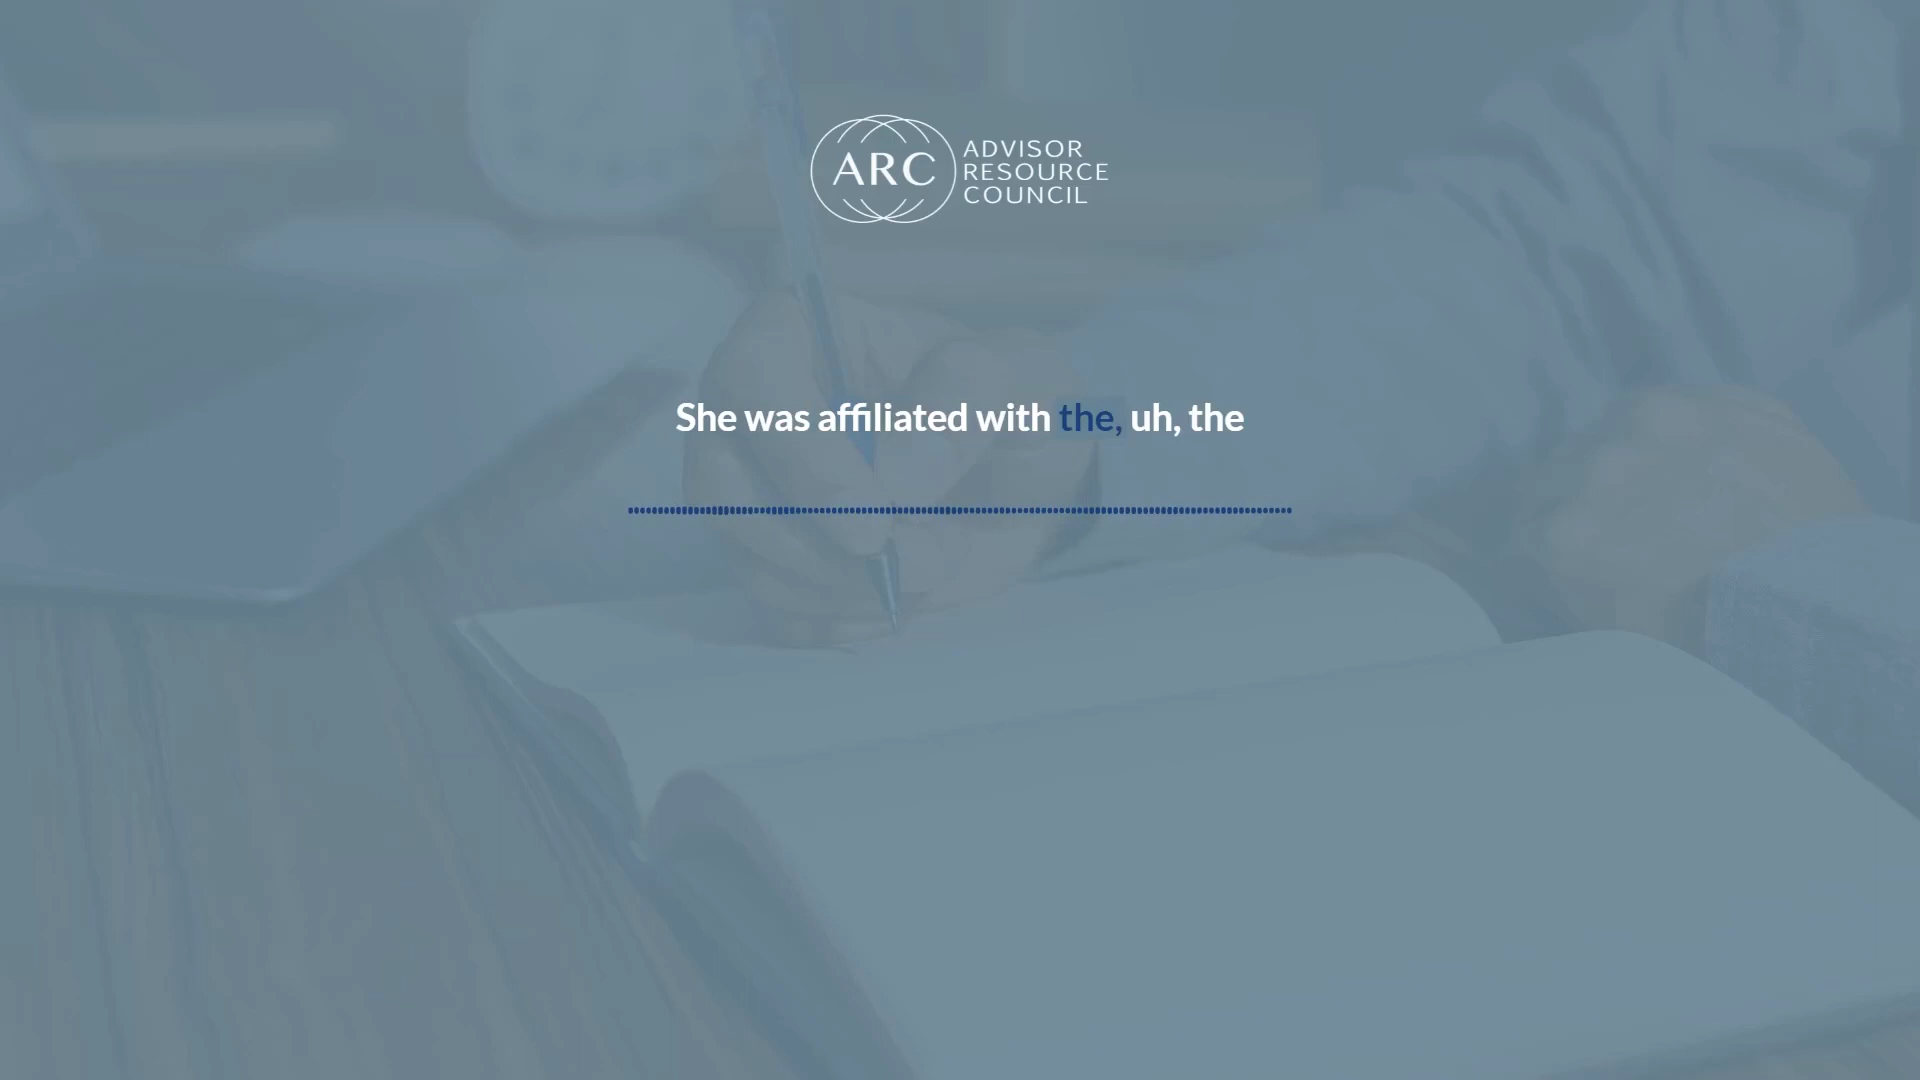 ARC
ADVISOR
RESOURCE
COUNCIL
She was affiliated with the, uh, the